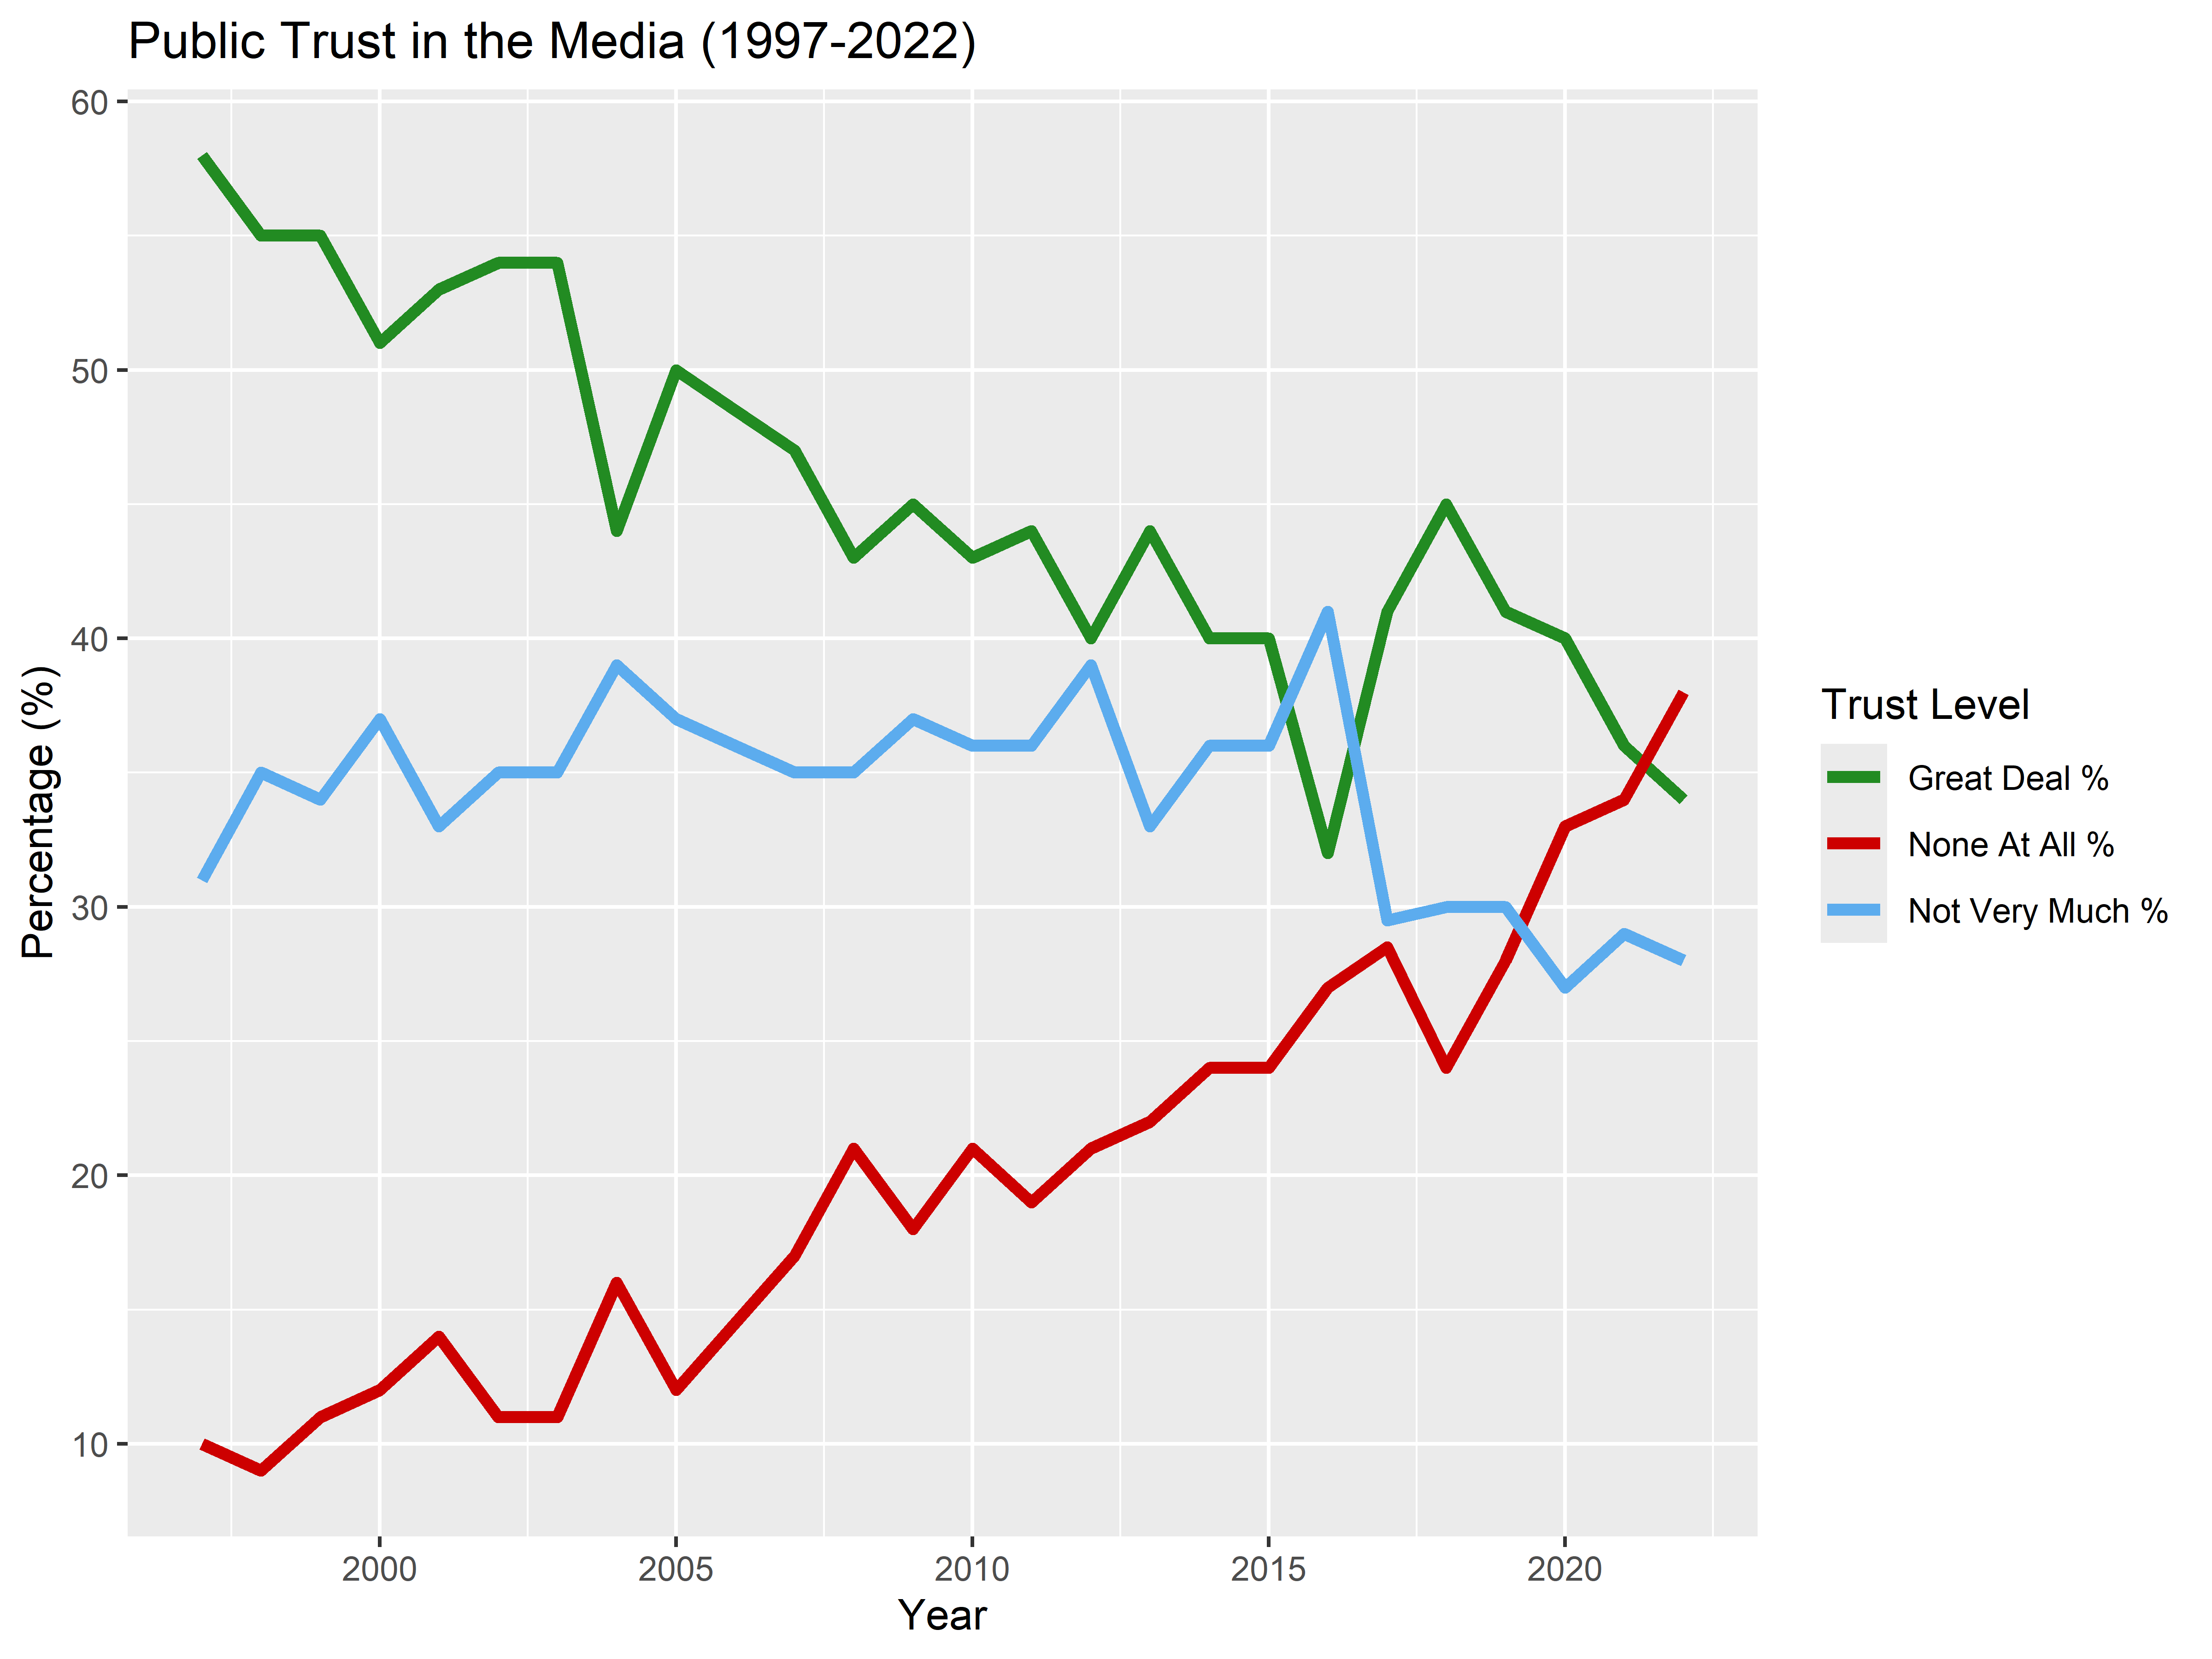 Public Trust in the Media (1997-2022)
60
50
40
30
20
10
Percentage (%)
2000 2005 2010 2015 2020
Year
Trust Level
Great Deal %
None At All %
Not Very Much %